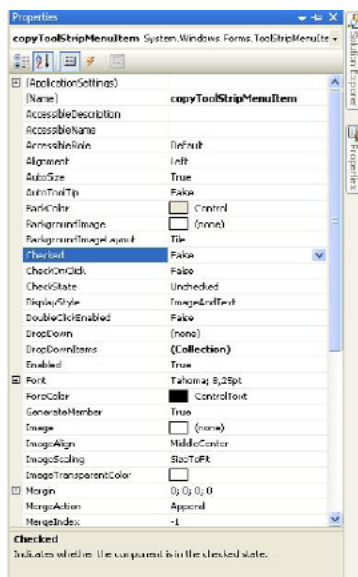 Properties
copyToolStripMenuItem System.Windows.Forms.ToolStripMenuIte
(ApplicationSettings)
(Name) copyToolStripMenuItem
AccessibleDescription
AccessibleName
AccessibleRole Default
Alignment Left
AutoSize True
AutoToolTip False
BackColor Control
BackgroundImage (none)
BackgroundImageLayout Tile
Checked False
CheckOnClick False
CheckState Unchecked
DisplayStyle ImageAndText
DoubleClickEnabled False
DropDown (none)
DropDownItems (Collection)
Enabled True
Font Tahoma; 8,25pt
ForeColor ControlText
GenerateMember True
Image (none)
ImageAlign MiddleCenter
ImageScaling SizeToFit
ImageTransparentColor
Margin 0; 0; 0; 0
MergeAction Append
MergeIndex -1
Checked
Indicates whether the component is in the checked state.
Solution Explorer
Properties